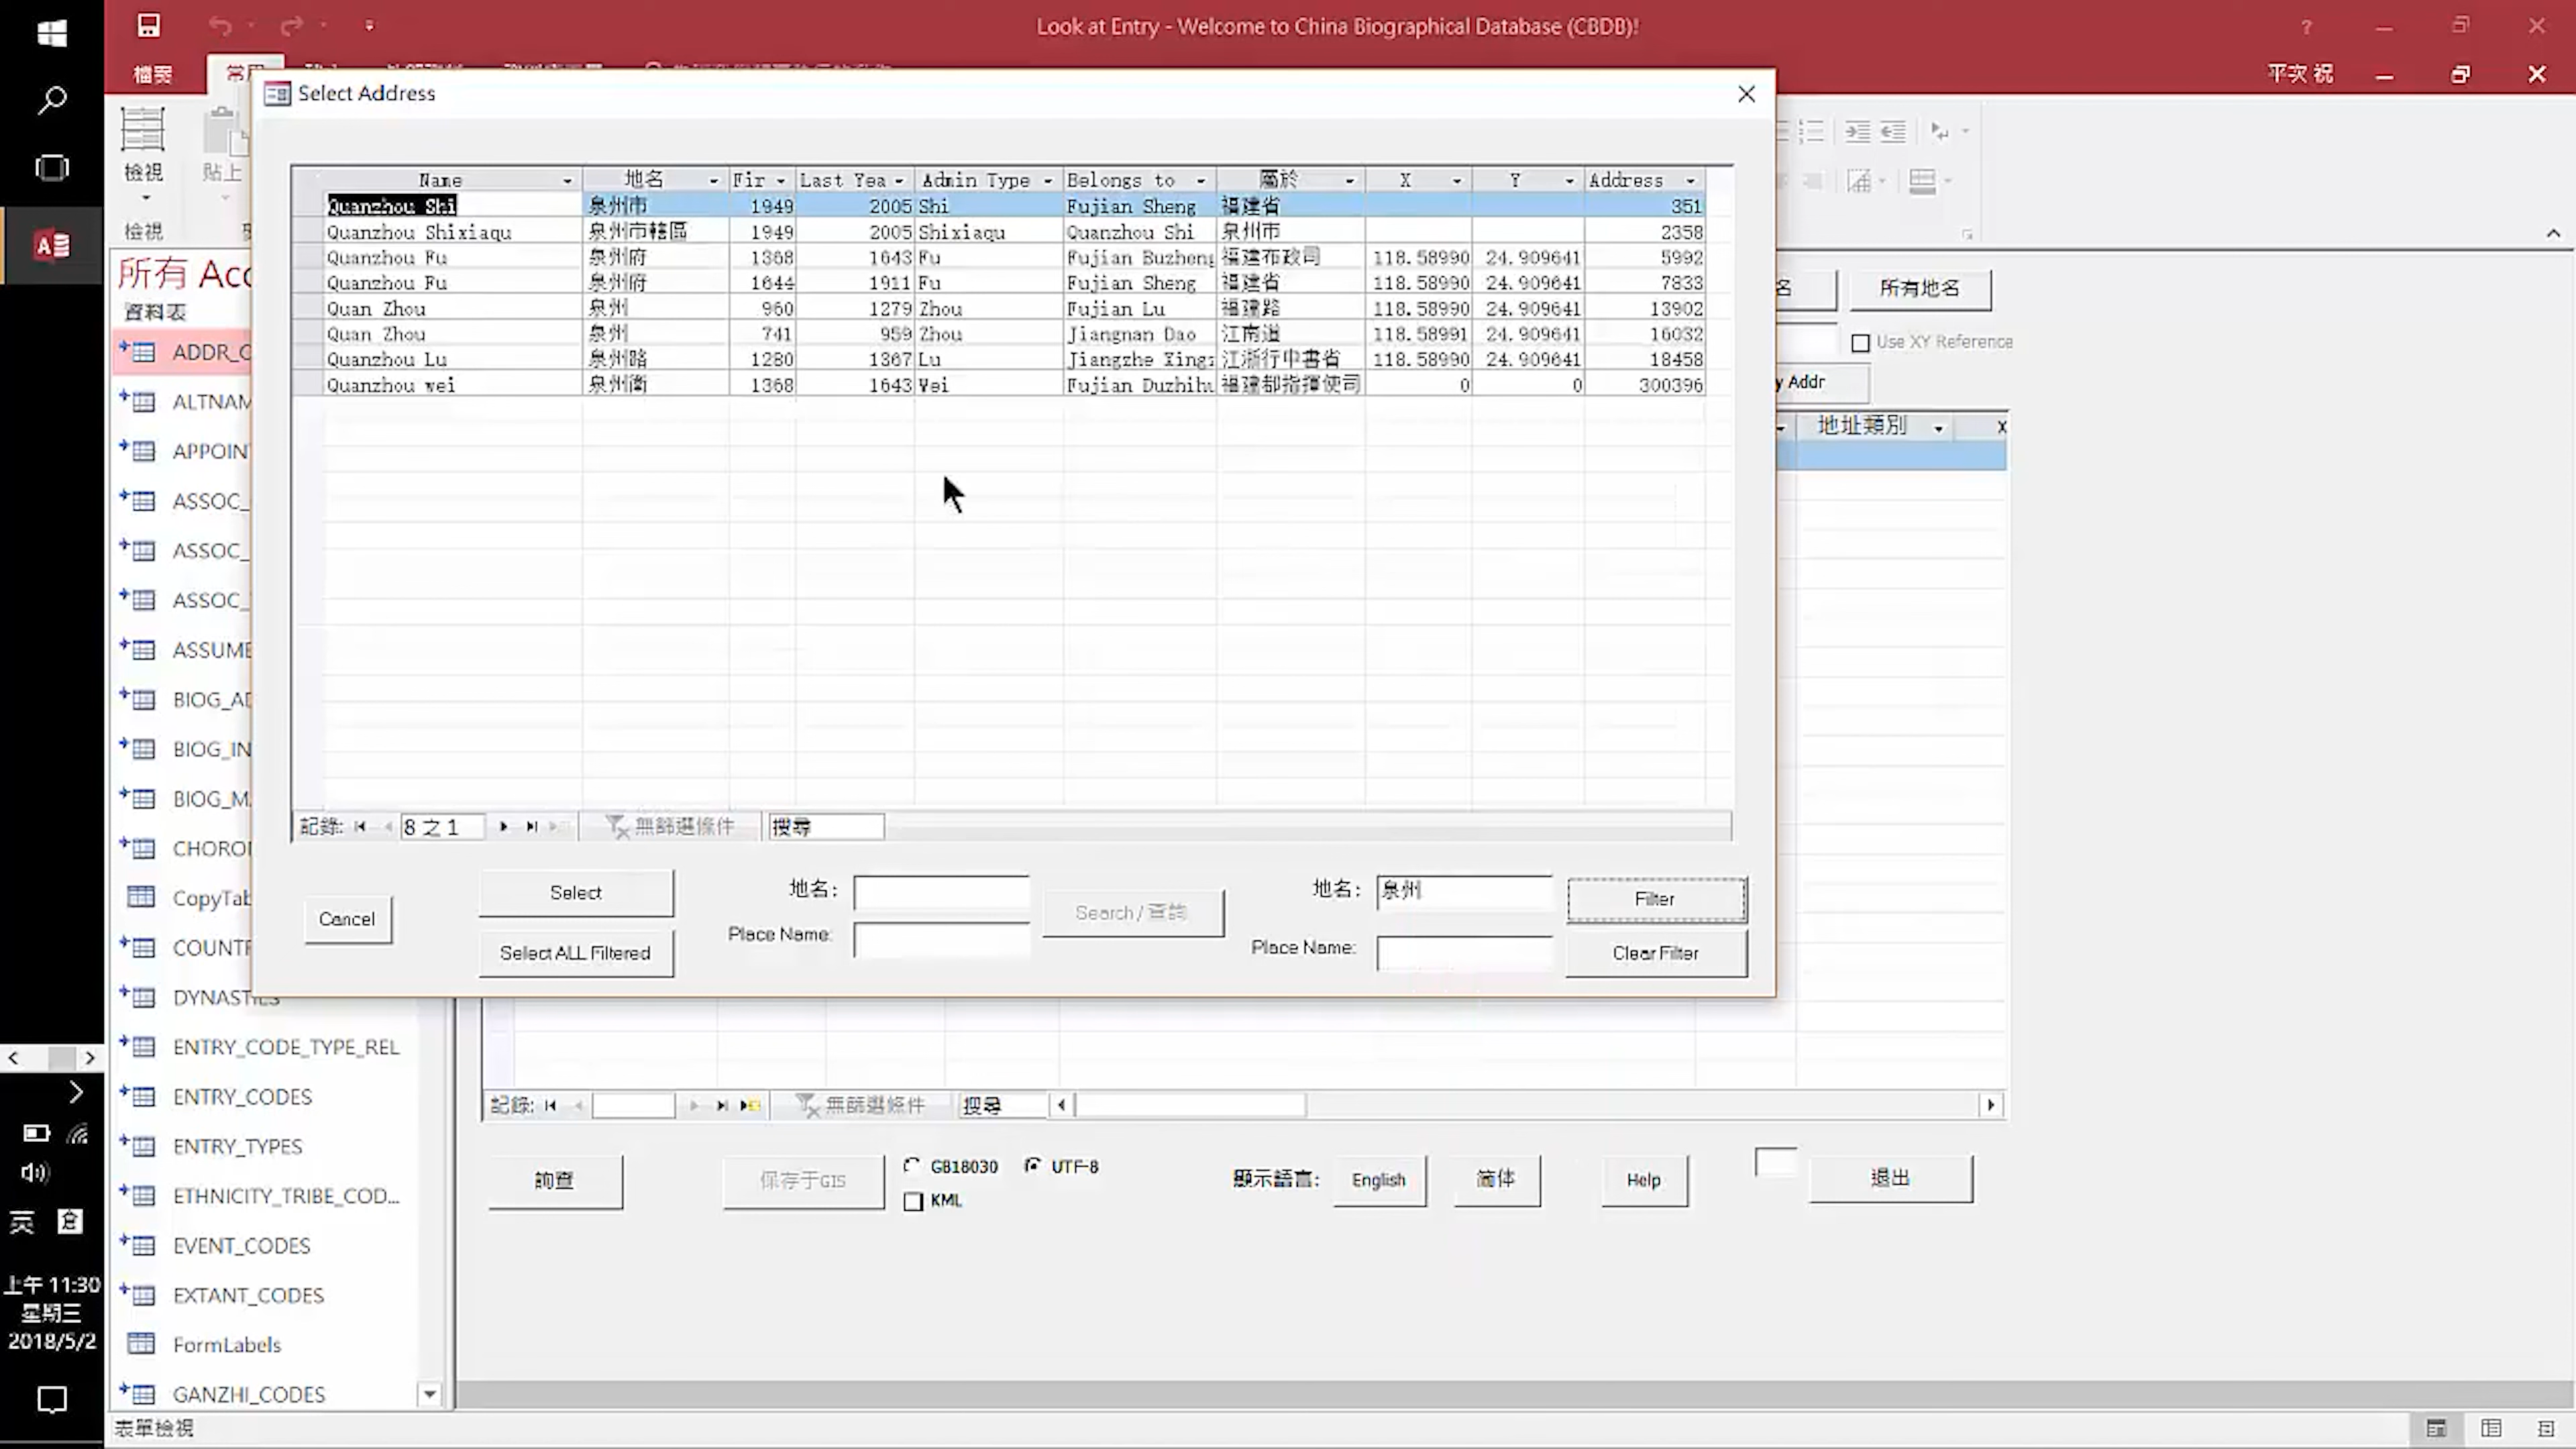 Look at Entry - Welcome to China Biographical Database (CBDB)!
檔案
平次 祝
Select Address
檢視
貼上
檢視
Name 地名 Fir Last Yea Admin Type Belongs to 屬於 X Y Address
Quanzhou Shi 泉州市 1949 2005 Shi Fujian Sheng 福建省 351
Quanzhou Shixiaqu 泉州市轄區 1949 2005 Shixiaqu Quanzhou Shi 泉州市 2358
Quanzhou Fu 泉州府 1368 1643 Fu Fujian Buzheng 福建布政司 118.58990 24.909641 5992
Quanzhou Fu 泉州府 1644 1911 Fu Fujian Sheng 福建省 118.58990 24.909641 7833
Quan Zhou 泉州 960 1279 Zhou Fujian Lu 福建路 118.58990 24.909641 13902
Quan Zhou 泉州 741 959 Zhou Jiangnan Dao 江南道 118.58991 24.909641 16032
Quanzhou Lu 泉州路 1280 1367 Lu Jiangzhe Xing 江浙行中書省 118.58990 24.909641 18458
Quanzhou wei 泉州衛 1368 1643 Wei Fujian Duzhihu 福建都指揮使司 0 0 300396
記錄: 8 之 1 無篩選條件 搜尋
Cancel
Select
Select ALL Filtered
地名:
Place Name:
Search / 查詢
地名: 泉州
Place Name:
Filter
Clear Filter
名 所有地名
Use XY Reference
y Addr
地址類別 X
所有 Acc
資料表
ADDR_C
ALTNAM
APPOIN
ASSOC_
ASSOC_
ASSOC_
ASSUME
BIOG_AD
BIOG_IN
BIOG_MA
CHORON
CopyTab
COUNTR
DYNASTIES
ENTRY_CODE_TYPE_REL
ENTRY_CODES
ENTRY_TYPES
ETHNICITY_TRIBE_COD...
EVENT_CODES
EXTANT_CODES
FormLabels
GANZHI_CODES
記錄: 無篩選條件 搜尋
詢查
保存于GIS
GB18030 UTF-8
KML
顯示語言: English 简体 Help 退出
英 倉
上午 11:30
星期三
2018/5/2
表單檢視